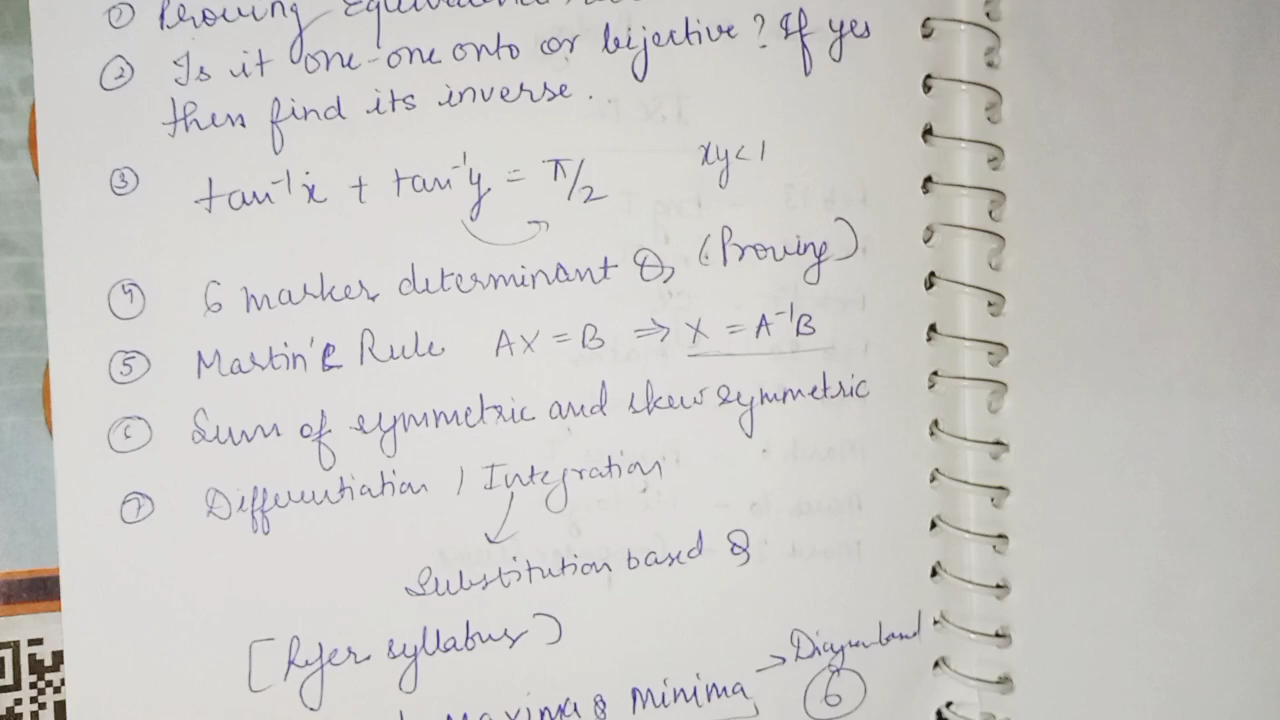 ① Proving
② Is it one-one onto or bijective? If yes
then find its inverse.
③ tan⁻¹x + tan⁻¹y = π/2 xy<1
④ 6 marker determinant Q, (Proving)
⑤ Martin's Rule AX = B ⇒ X = A⁻¹B
⑥ Sum of symmetric and skew symmetric
⑦ Differentiation / Integration
Substitution based Q
[Refer syllabus]
Maxima & Minima → Diagram based
⑥